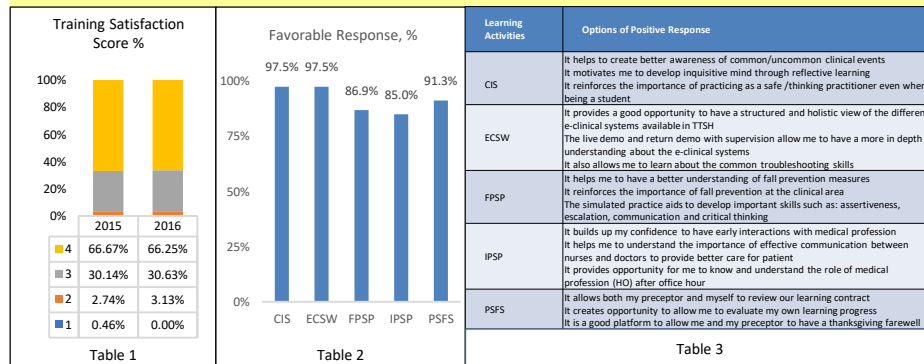 Training Satisfaction
Score %
100%
80%
60%
40%
20%
0%
2015 2016
4 66.67% 66.25%
3 30.14% 30.63%
2 2.74% 3.13%
1 0.46% 0.00%
Table 1
Favorable Response, %
97.5% 97.5% 86.9% 85.0% 91.3%
100%
75%
50%
25%
0%
CIS ECSW FPSP IPSP PSFS
Table 2
Learning
Activities
Options of Positive Response
CIS
It helps to create better awareness of common/uncommon clinical events
It motivates me to develop inquisitive mind through reflective learning
It reinforces the importance of practicing as a safe /thinking practitioner even when
being a student
ECSW
It provides a good opportunity to have a structured and holistic view of the different
e-clinical systems available in TTSH
The live demo and return demo with supervision allow me to have a more in depth
understanding about the e-clinical systems
It also allows me to learn about the common troubleshooting skills
FPSP
It helps me to have a better understanding of fall prevention measures
It reinforces the importance of fall prevention at the clinical area
The simulated practice aids to develop important skills such as: assertiveness,
escalation, communication and critical thinking
IPSP
It builds up my confidence to have early interactions with medical profession
It helps me to understand the importance of effective communication between
nurses and doctors to provide better care for patient
It provides opportunity for me to know and understand the role of medical
profession (HO) after office hour
PSFS
It allows both my preceptor and myself to review our learning contract
It creates opportunity to allow me to evaluate my own learning progress
It is a good platform to allow me and my preceptor to have a thanksgiving farewell
Table 3